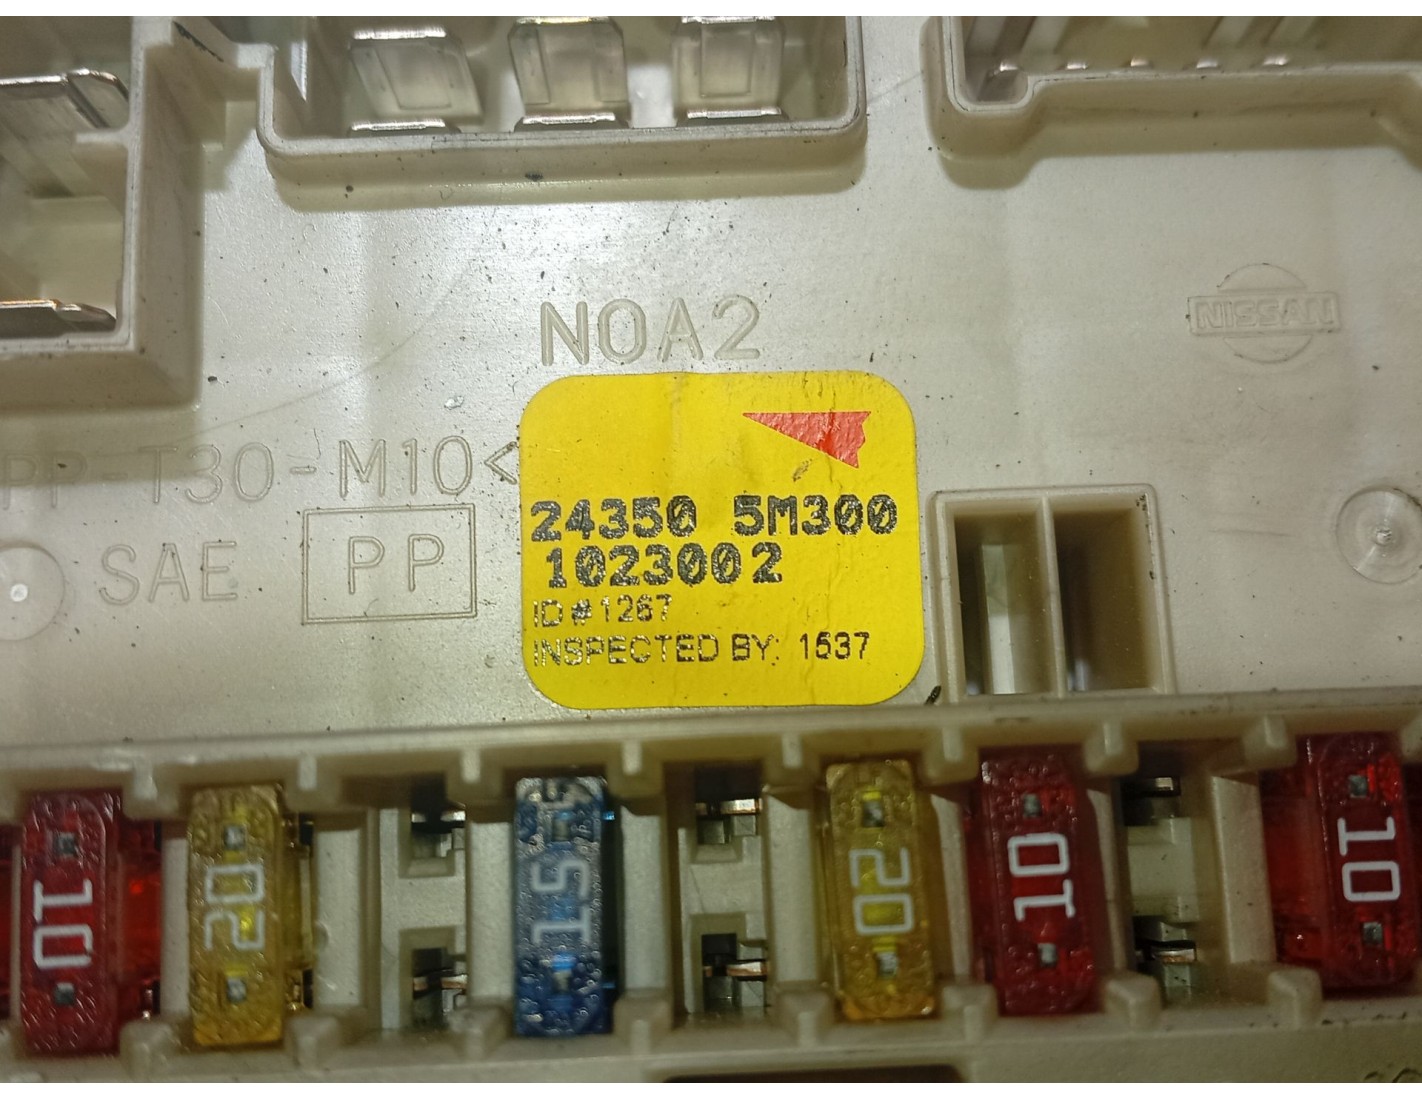 NOA2
NISSAN
PP-T30-M10<
SAE PP
24350 5M300
1023002
ID # 1267
INSPECTED BY: 1537
10
20
15
20
10
10